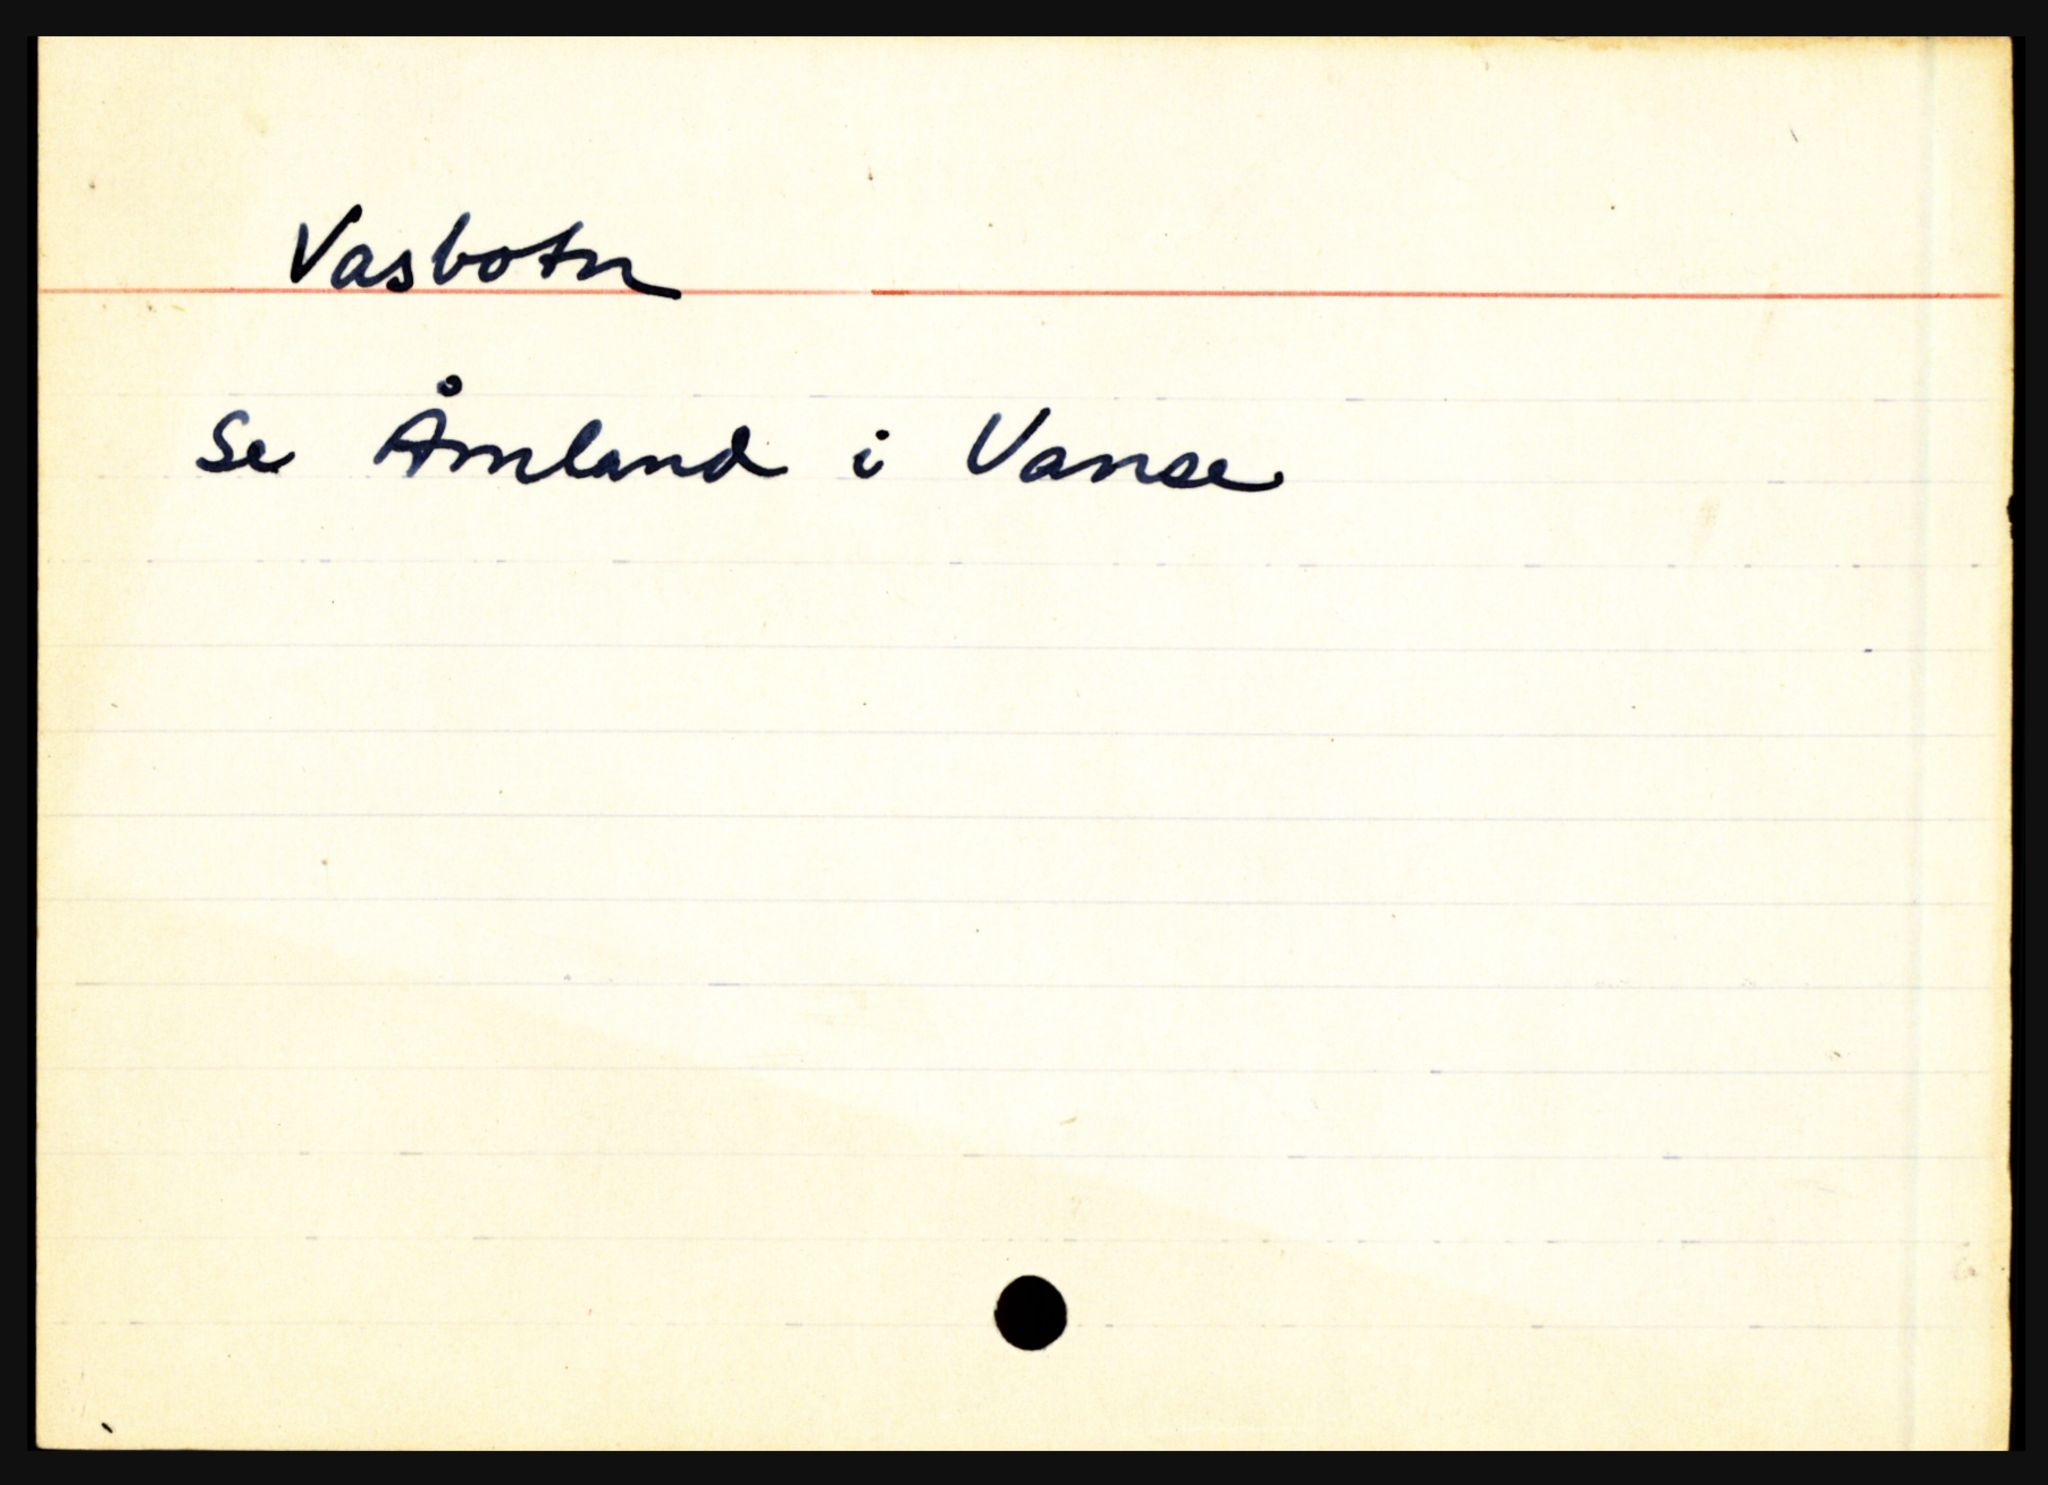 Vasbotn
Se Åmland i Vanse